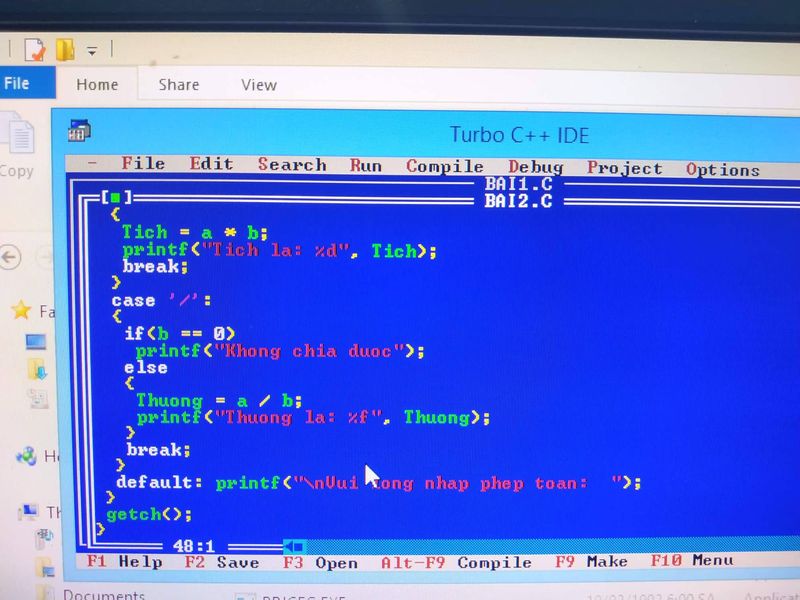 File Home Share View
Copy
Turbo C++ IDE
File Edit Search Run Compile Debug Project Options
BAI1.C
BAI2.C
{
Tich = a * b;
printf("Tich la: %d", Tich);
break;
}
case '/':
{
if(b == 0)
printf("Khong chia duoc");
else
{
Thuong = a / b;
printf("Thuong la: %f", Thuong);
}
break;
}
default: printf("\nVui long nhap phep toan: ");
}
getch();
}
48:1
F1 Help F2 Save F3 Open Alt-F9 Compile F9 Make F10 Menu
Fa
H
Th
Documents